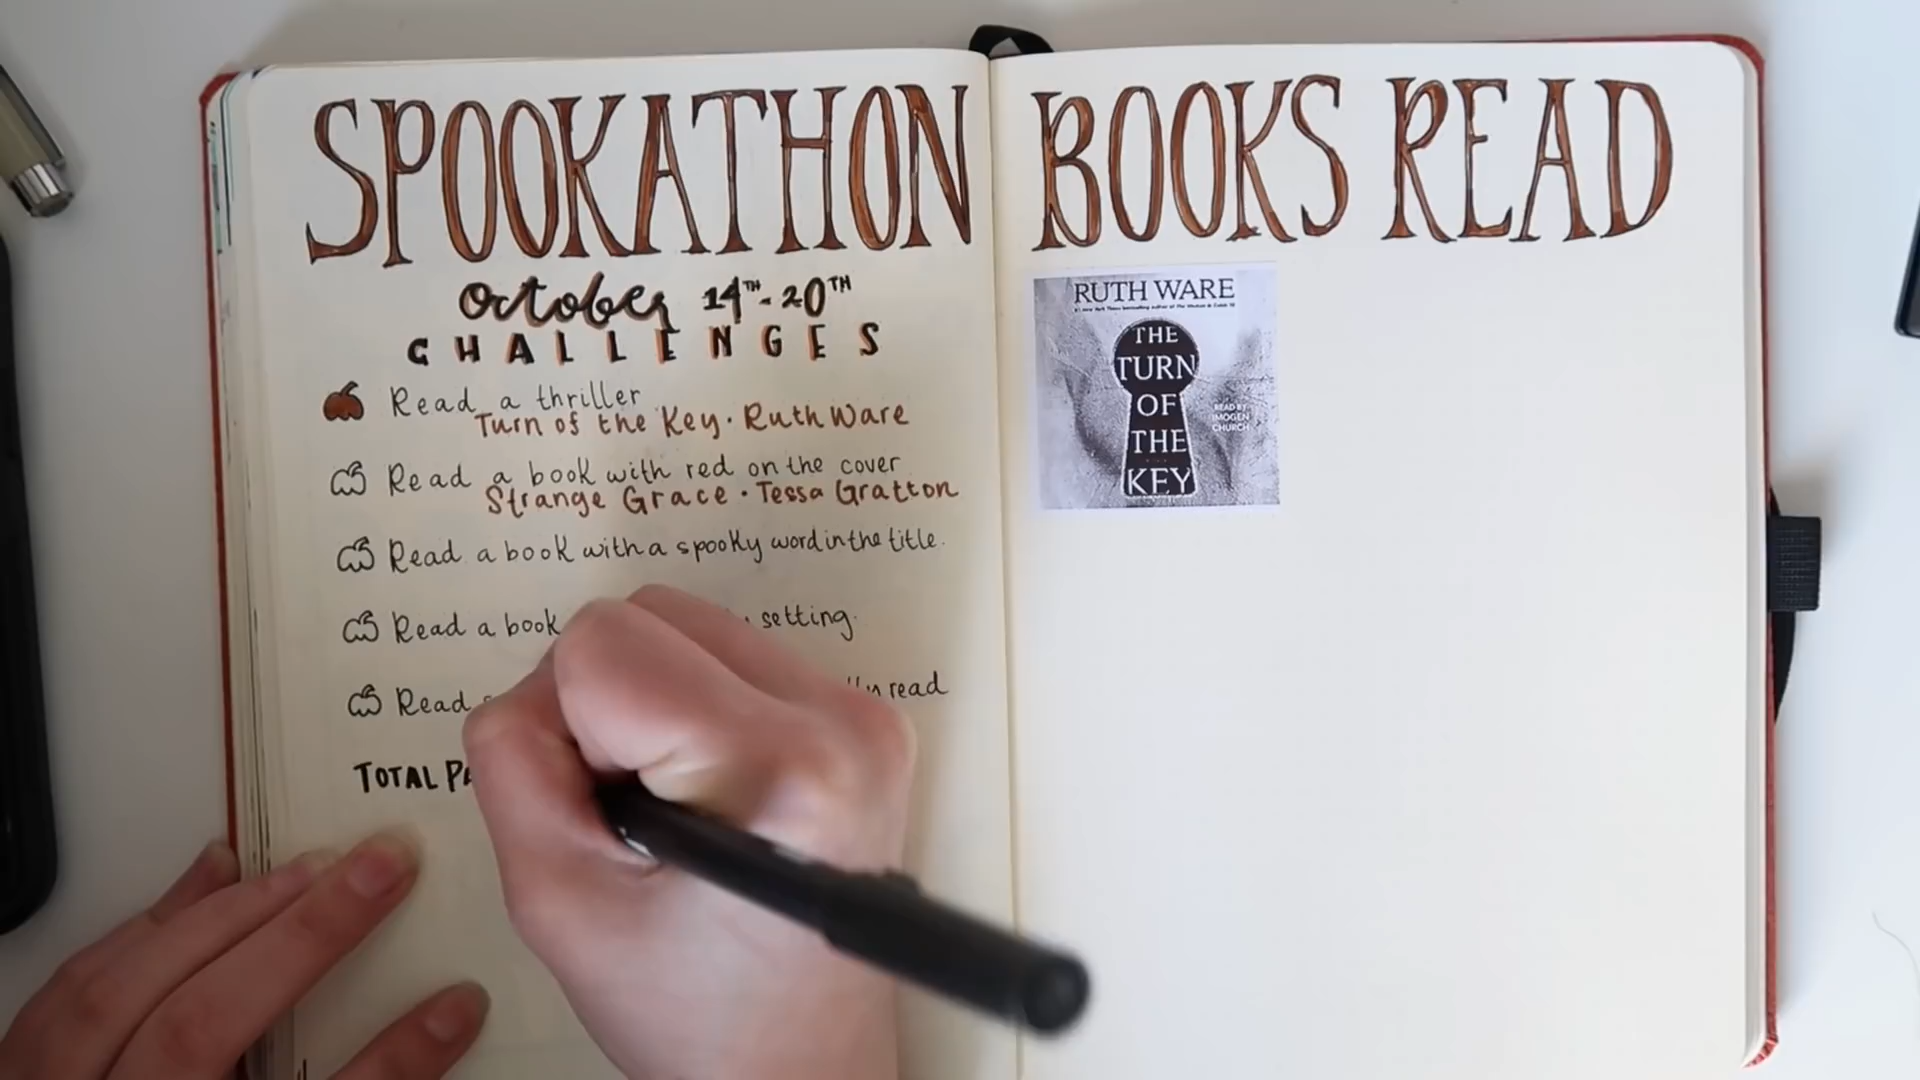 SPOOKATHON
October 14TH-20TH
CHALLENGES
Read a thriller
Turn of the Key · Ruth Ware
Read a book with red on the cover
Strange Grace · Tessa Gratton
Read a book with a spooky word in the title.
Read a book setting.
Read read
TOTAL
BOOKS READ
RUTH WARE
THE
TURN
OF
THE
KEY
READ BY
IMOGEN
CHURCH